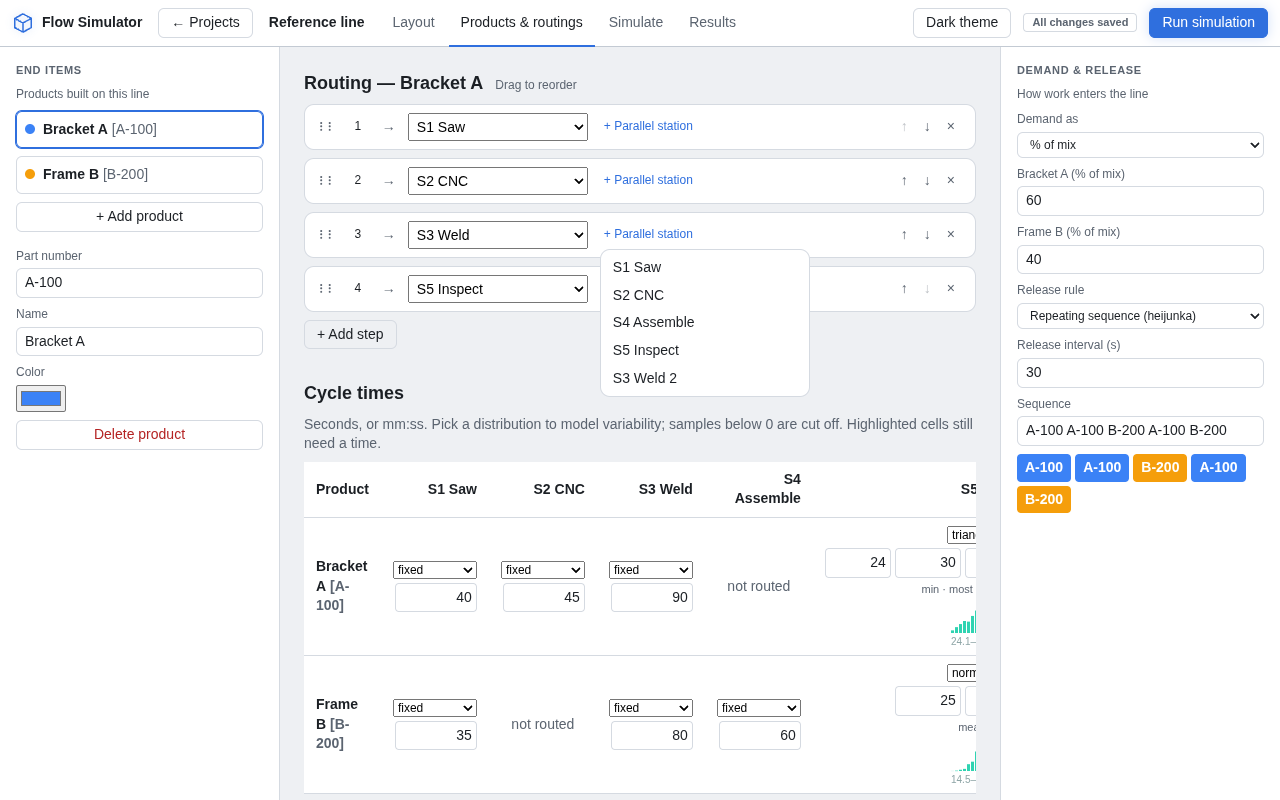 Flow Simulator
← Projects
Reference line
Layout
Products & routings
Simulate
Results
Dark theme
All changes saved
Run simulation
END ITEMS
Products built on this line
Bracket A [A-100]
Frame B [B-200]
+ Add product
Part number
A-100
Name
Bracket A
Color
Delete product
Routing — Bracket A Drag to reorder
1 → S1 Saw + Parallel station ↑ ↓ ×
2 → S2 CNC + Parallel station ↑ ↓ ×
3 → S3 Weld + Parallel station ↑ ↓ ×
4 → S5 Inspect ↑ ↓ ×
S1 Saw
S2 CNC
S4 Assemble
S5 Inspect
S3 Weld 2
+ Add step
Cycle times
Seconds, or mm:ss. Pick a distribution to model variability; samples below 0 are cut off. Highlighted cells still
need a time.
Product S1 Saw S2 CNC S3 Weld S4 Assemble S5
Bracket A [A-100]
fixed 40
fixed 45
fixed 90
not routed
24 30
min · most
24.1–
Frame B [B-200]
fixed 35
not routed
fixed 80
fixed 60
25
14.5–
DEMAND & RELEASE
How work enters the line
Demand as
% of mix
Bracket A (% of mix)
60
Frame B (% of mix)
40
Release rule
Repeating sequence (heijunka)
Release interval (s)
30
Sequence
A-100 A-100 B-200 A-100 B-200
A-100 A-100 B-200 A-100
B-200